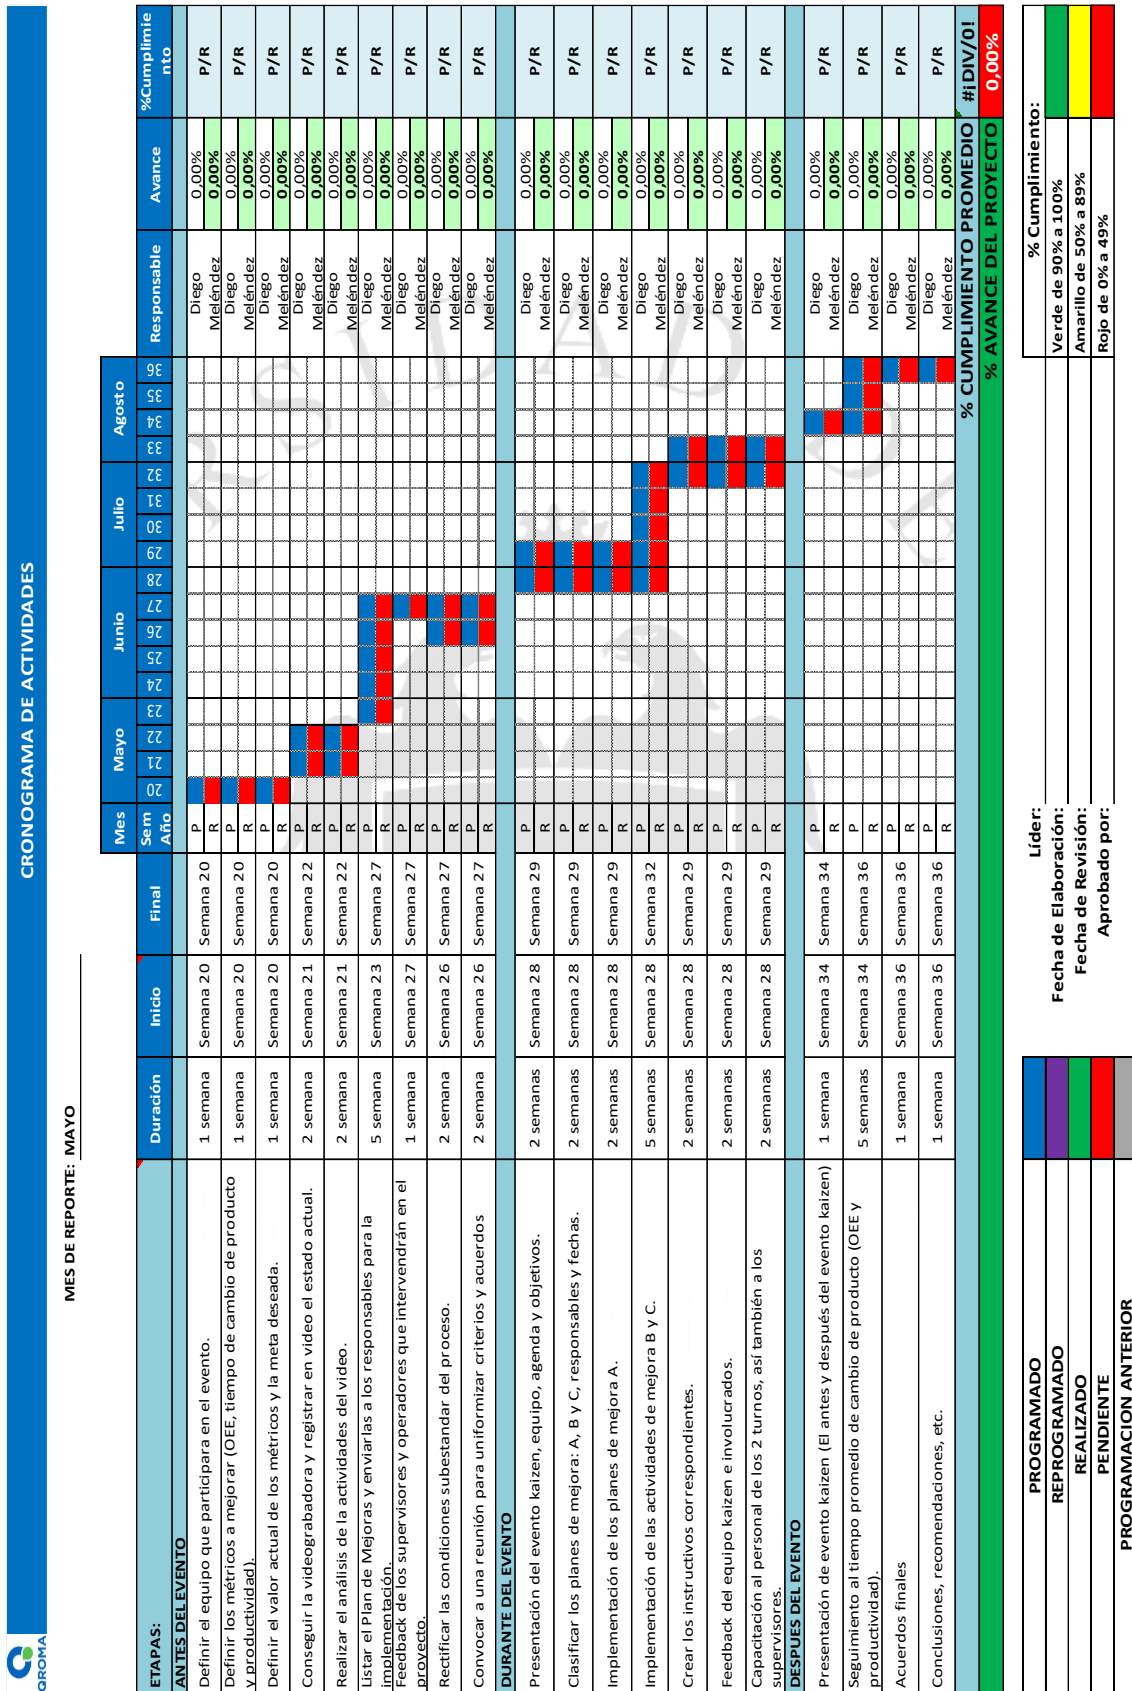 QROMA
CRONOGRAMA DE ACTIVIDADES
MES DE REPORTE: MAYO
Mes Mayo Junio Julio Agosto
ETAPAS: Duración Inicio Final Sem Año 20 21 22 23 24 25 26 27 28 29 30 31 32 33 34 35 36 Responsable Avance %Cumplimie nto
ANTES DEL EVENTO
Definir el equipo que participara en el evento. 1 semana Semana 20 Semana 20 P R Diego Meléndez 0,00% 0,00% P/R
Definir los métricos a mejorar (OEE, tiempo de cambio de producto y productividad). 1 semana Semana 20 Semana 20 P R Diego Meléndez 0,00% 0,00% P/R
Definir el valor actual de los métricos y la meta deseada. 1 semana Semana 20 Semana 20 P R Diego Meléndez 0,00% 0,00% P/R
Conseguir la videograbadora y registrar en video el estado actual. 2 semana Semana 21 Semana 22 P R Diego Meléndez 0,00% 0,00% P/R
Realizar el análisis de la actividades del video. 2 semana Semana 21 Semana 22 P R Diego Meléndez 0,00% 0,00% P/R
Listar el Plan de Mejoras y enviarlas a los responsables para la implementación. 5 semana Semana 23 Semana 27 P R Diego Meléndez 0,00% 0,00% P/R
Feedback de los supervisores y operadores que intervendrán en el proyecto. 1 semana Semana 27 Semana 27 P R Diego Meléndez 0,00% 0,00% P/R
Rectificar las condiciones subestandar del proceso. 2 semana Semana 26 Semana 27 P R Diego Meléndez 0,00% 0,00% P/R
Convocar a una reunión para uniformizar criterios y acuerdos 2 semana Semana 26 Semana 27 P R Diego Meléndez 0,00% 0,00% P/R
DURANTE DEL EVENTO
Presentación del evento kaizen, equipo, agenda y objetivos. 2 semanas Semana 28 Semana 29 P R Diego Meléndez 0,00% 0,00% P/R
Clasificar los planes de mejora: A, B y C, responsables y fechas. 2 semanas Semana 28 Semana 29 P R Diego Meléndez 0,00% 0,00% P/R
Implementación de los planes de mejora A. 2 semanas Semana 28 Semana 29 P R Diego Meléndez 0,00% 0,00% P/R
Implementación de las actividades de mejora B y C. 5 semanas Semana 28 Semana 32 P R Diego Meléndez 0,00% 0,00% P/R
Crear los instructivos correspondientes. 2 semanas Semana 28 Semana 29 P R Diego Meléndez 0,00% 0,00% P/R
Feedback del equipo kaizen e involucrados. 2 semanas Semana 28 Semana 29 P R Diego Meléndez 0,00% 0,00% P/R
Capacitación al personal de los 2 turnos, así también a los supervisores. 2 semanas Semana 28 Semana 29 P R Diego Meléndez 0,00% 0,00% P/R
DESPUES DEL EVENTO
Presentación de evento kaizen (El antes y después del evento kaizen) 1 semana Semana 34 Semana 34 P R Diego Meléndez 0,00% 0,00% P/R
Seguimiento al tiempo promedio de cambio de producto (OEE y productividad). 5 semanas Semana 34 Semana 36 P R Diego Meléndez 0,00% 0,00% P/R
Acuerdos finales 1 semana Semana 36 Semana 36 P R Diego Meléndez 0,00% 0,00% P/R
Conclusiones, recomendaciones, etc. 1 semana Semana 36 Semana 36 P R Diego Meléndez 0,00% 0,00% P/R
% CUMPLIMIENTO PROMEDIO #¡DIV/0!
% AVANCE DEL PROYECTO 0,00%
PROGRAMADO Líder: % Cumplimiento:
REPROGRAMADO Fecha de Elaboración: Verde de 90% a 100%
REALIZADO Fecha de Revisión: Amarillo de 50% a 89%
PENDIENTE Aprobado por: Rojo de 0% a 49%
PROGRAMACION ANTERIOR
RSIDAD DE